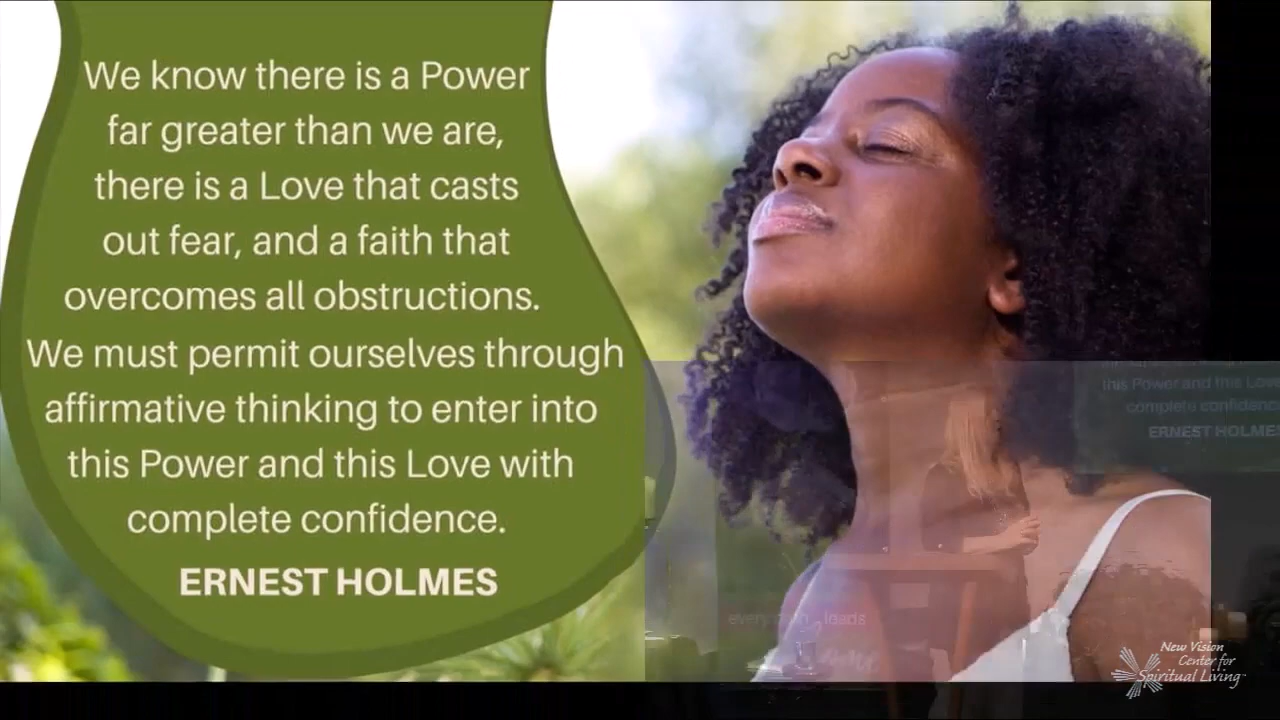 We know there is a Power
far greater than we are,
there is a Love that casts
out fear, and a faith that
overcomes all obstructions.
We must permit ourselves through
affirmative thinking to enter into
this Power and this Love with
complete confidence.
ERNEST HOLMES
this Power and this Love
complete confidence
ERNEST HOLMES
leads
New Vision
Center for
Spiritual Living